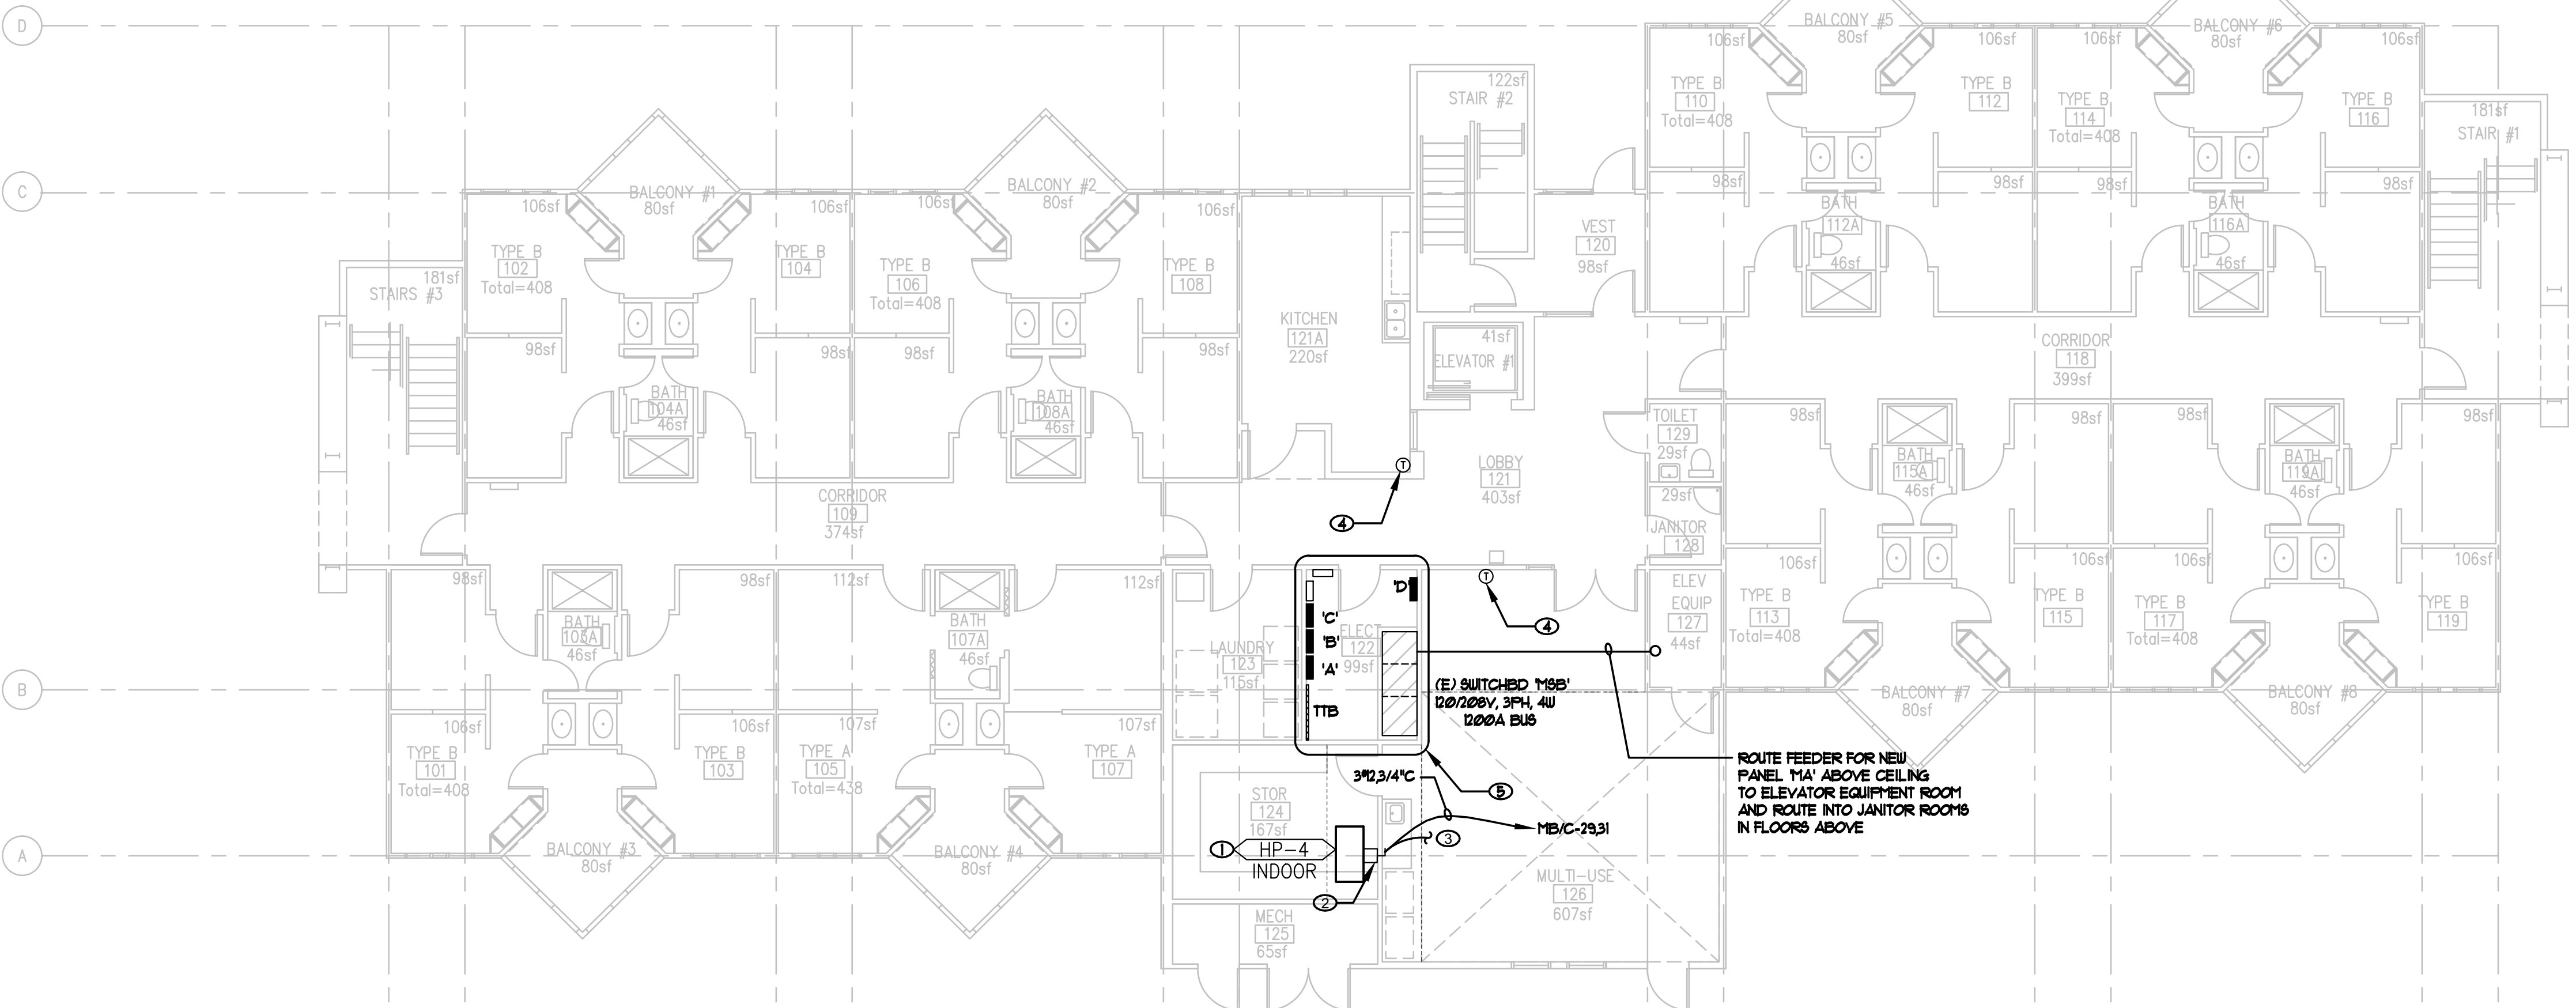 D
BALCONY #5
80sf
BALCONY #6
80sf
106sf
106sf
106sf
106sf
122sf
STAIR #2
TYPE B
110
Total=408
TYPE B
112
TYPE B
114
Total=408
TYPE B
116
181sf
STAIR #1
C
BALCONY #1
80sf
BALCONY #2
80sf
106sf
106sf
106sf
106sf
98sf
98sf
98sf
98sf
BATH
112A
46sf
BATH
116A
46sf
VEST
120
98sf
181sf
STAIRS #3
TYPE B
102
Total=408
TYPE B
104
TYPE B
106
Total=408
TYPE B
108
KITCHEN
121A
220sf
41sf
ELEVATOR #1
CORRIDOR
118
399sf
98sf
98sf
98sf
98sf
BATH
104A
46sf
BATH
108A
46sf
TOILET
129
29sf
98sf
98sf
98sf
98sf
BATH
115A
46sf
BATH
119A
46sf
T
LOBBY
121
403sf
4
CORRIDOR
109
374sf
29sf
JANITOR
128
98sf
98sf
112sf
112sf
BATH
103A
46sf
BATH
107A
46sf
'D'
'C'
'B'
'A'
TTB
ELECT
122
99sf
LAUNDRY
123
115sf
T
4
ELEV
EQUIP
127
44sf
106sf
106sf
106sf
106sf
TYPE B
113
Total=408
TYPE B
115
TYPE B
117
Total=408
TYPE B
119
B
(E) SWITCHBD 'MSB'
120/208V, 3PH, 4W
1200A BUS
BALCONY #7
80sf
BALCONY #8
80sf
106sf
106sf
107sf
107sf
TYPE B
101
Total=408
TYPE B
103
TYPE A
105
Total=438
TYPE A
107
3#12,3/4"C
5
ROUTE FEEDER FOR NEW
PANEL 'MA' ABOVE CEILING
TO ELEVATOR EQUIPMENT ROOM
AND ROUTE INTO JANITOR ROOMS
IN FLOORS ABOVE
STOR
124
167sf
MB/C-29,31
3
A
BALCONY #3
80sf
BALCONY #4
80sf
1
HP-4
INDOOR
2
MULTI-USE
126
607sf
MECH
125
65sf